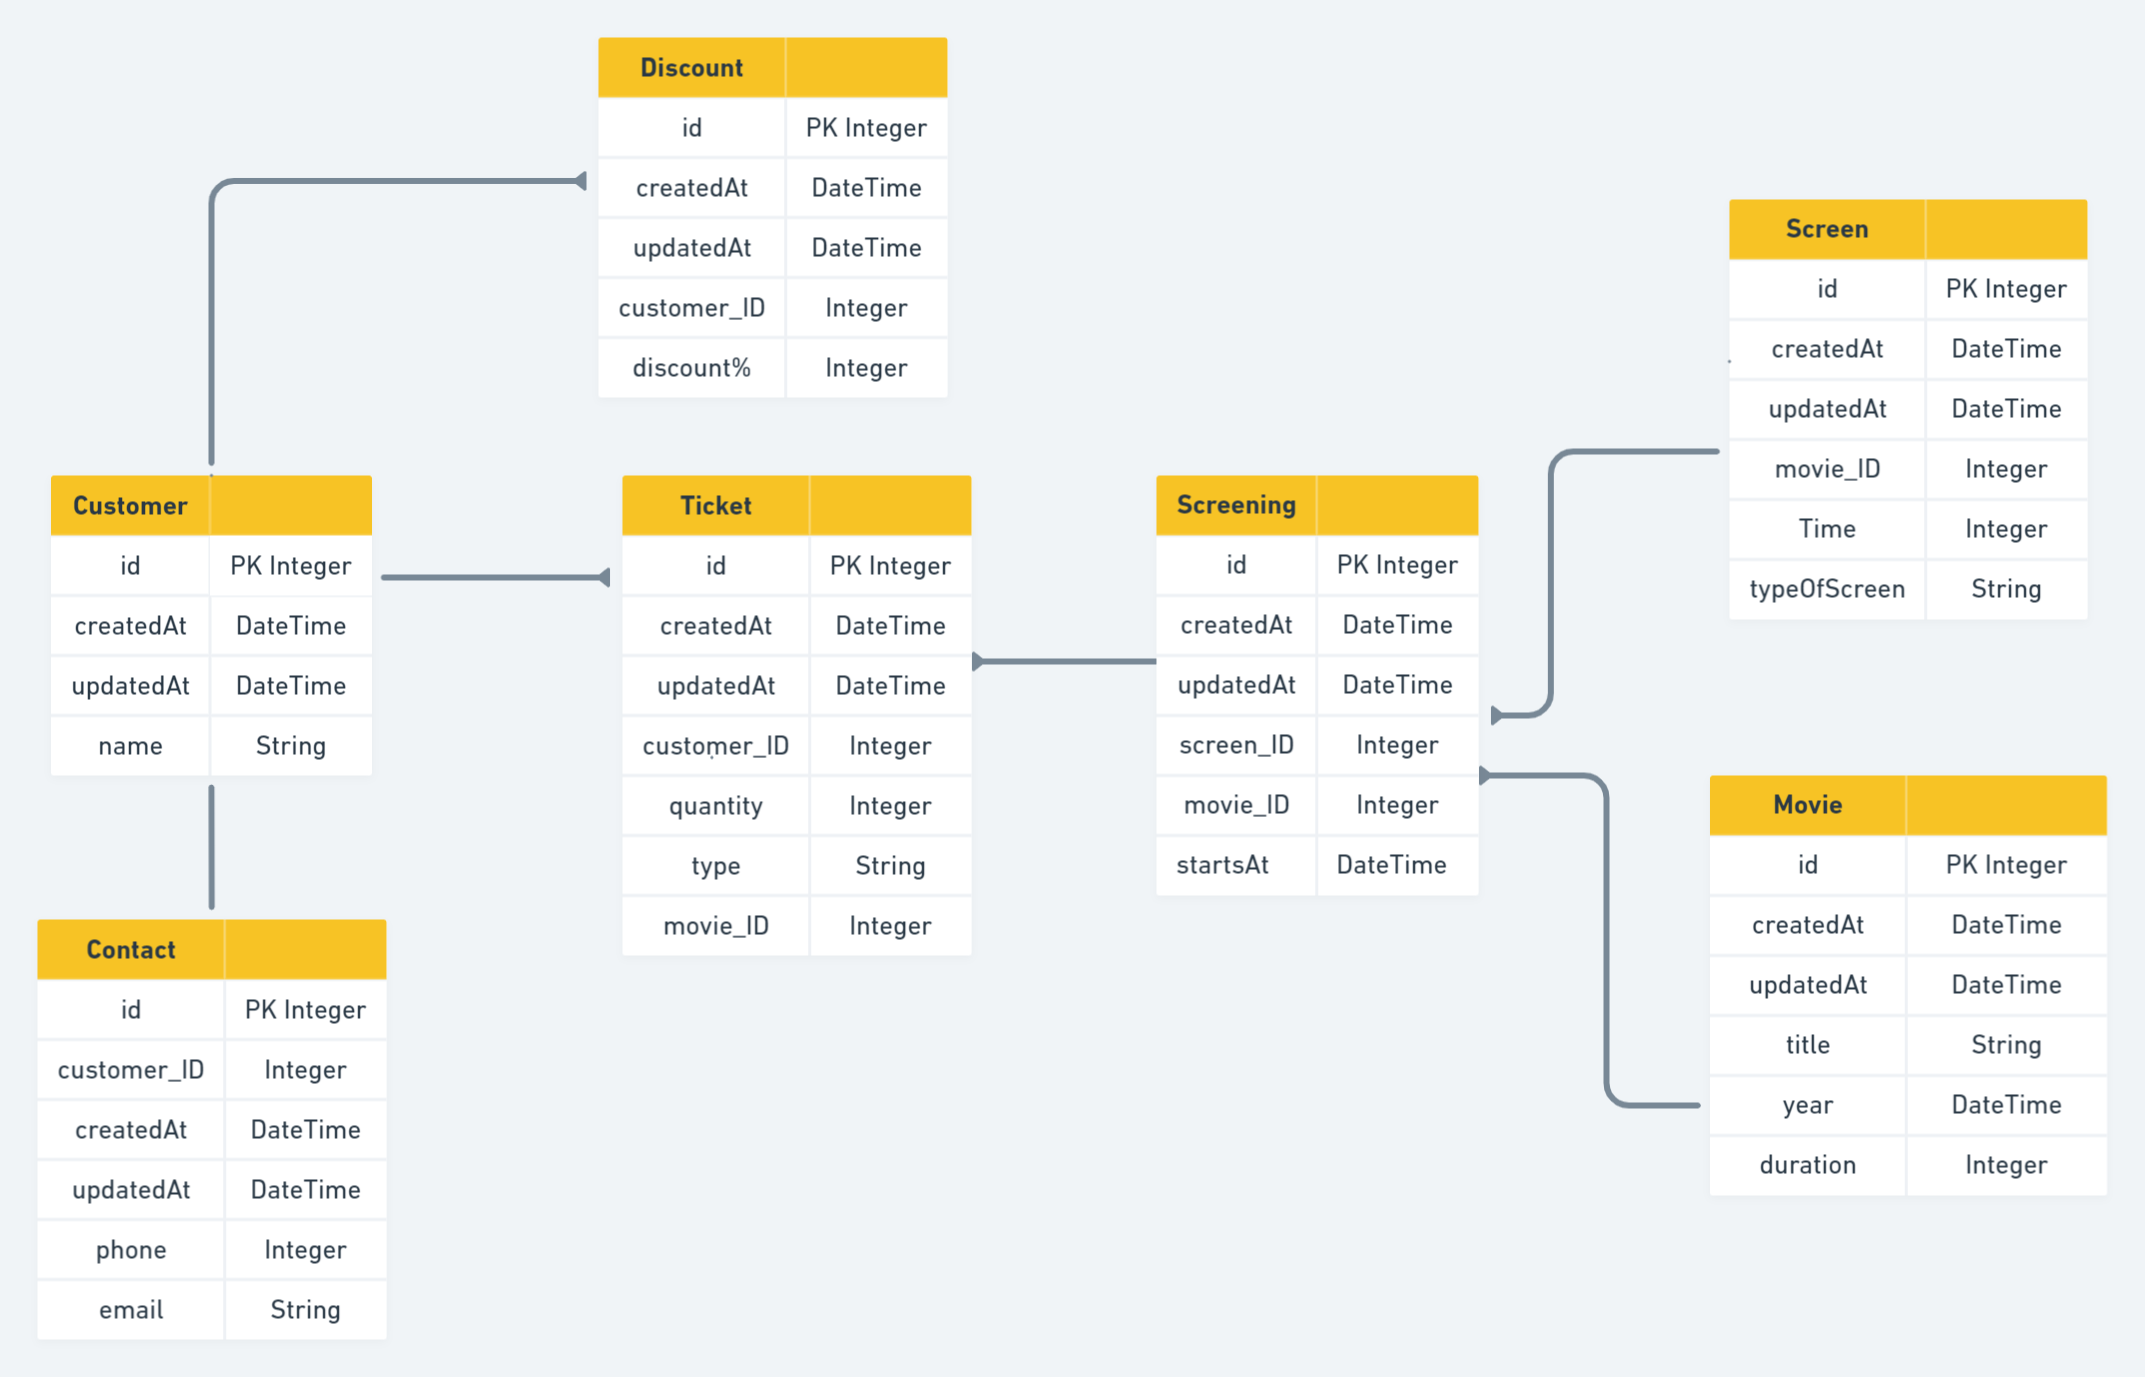 Discount
id PK Integer
createdAt DateTime
updatedAt DateTime
customer_ID Integer
discount% Integer
Screen
id PK Integer
createdAt DateTime
updatedAt DateTime
movie_ID Integer
Time Integer
typeOfScreen String
Customer
id PK Integer
createdAt DateTime
updatedAt DateTime
name String
Ticket
id PK Integer
createdAt DateTime
updatedAt DateTime
customer_ID Integer
quantity Integer
type String
movie_ID Integer
Screening
id PK Integer
createdAt DateTime
updatedAt DateTime
screen_ID Integer
movie_ID Integer
startsAt DateTime
Movie
id PK Integer
createdAt DateTime
updatedAt DateTime
title String
year DateTime
duration Integer
Contact
id PK Integer
customer_ID Integer
createdAt DateTime
updatedAt DateTime
phone Integer
email String